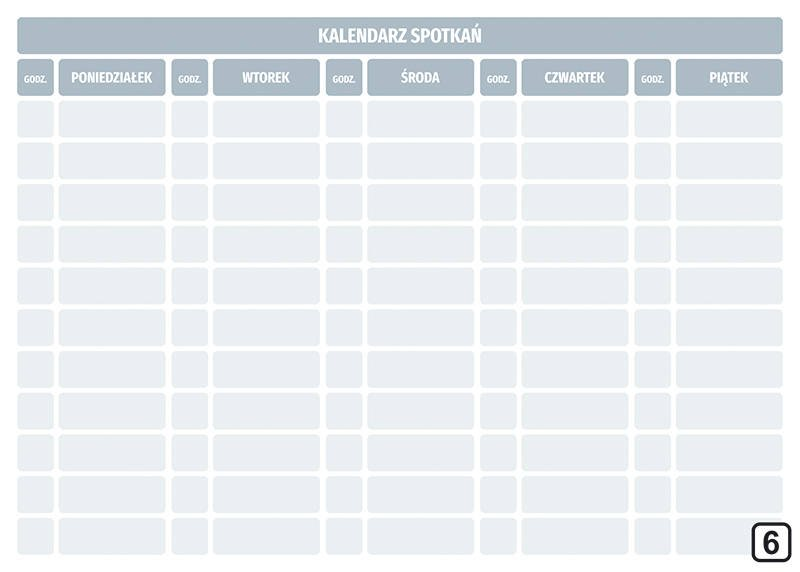 KALENDARZ SPOTKAŃ
GODZ. PONIEDZIAŁEK GODZ. WTOREK GODZ. ŚRODA GODZ. CZWARTEK GODZ. PIĄTEK
6